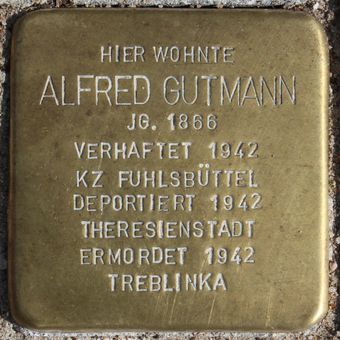 HIER WOHNTE
ALFRED GUTMANN
JG. 1866
VERHAFTET 1942
KZ FUHLSBÜTTEL
DEPORTIERT 1942
THERESIENSTADT
ERMORDET 1942
TREBLINKA